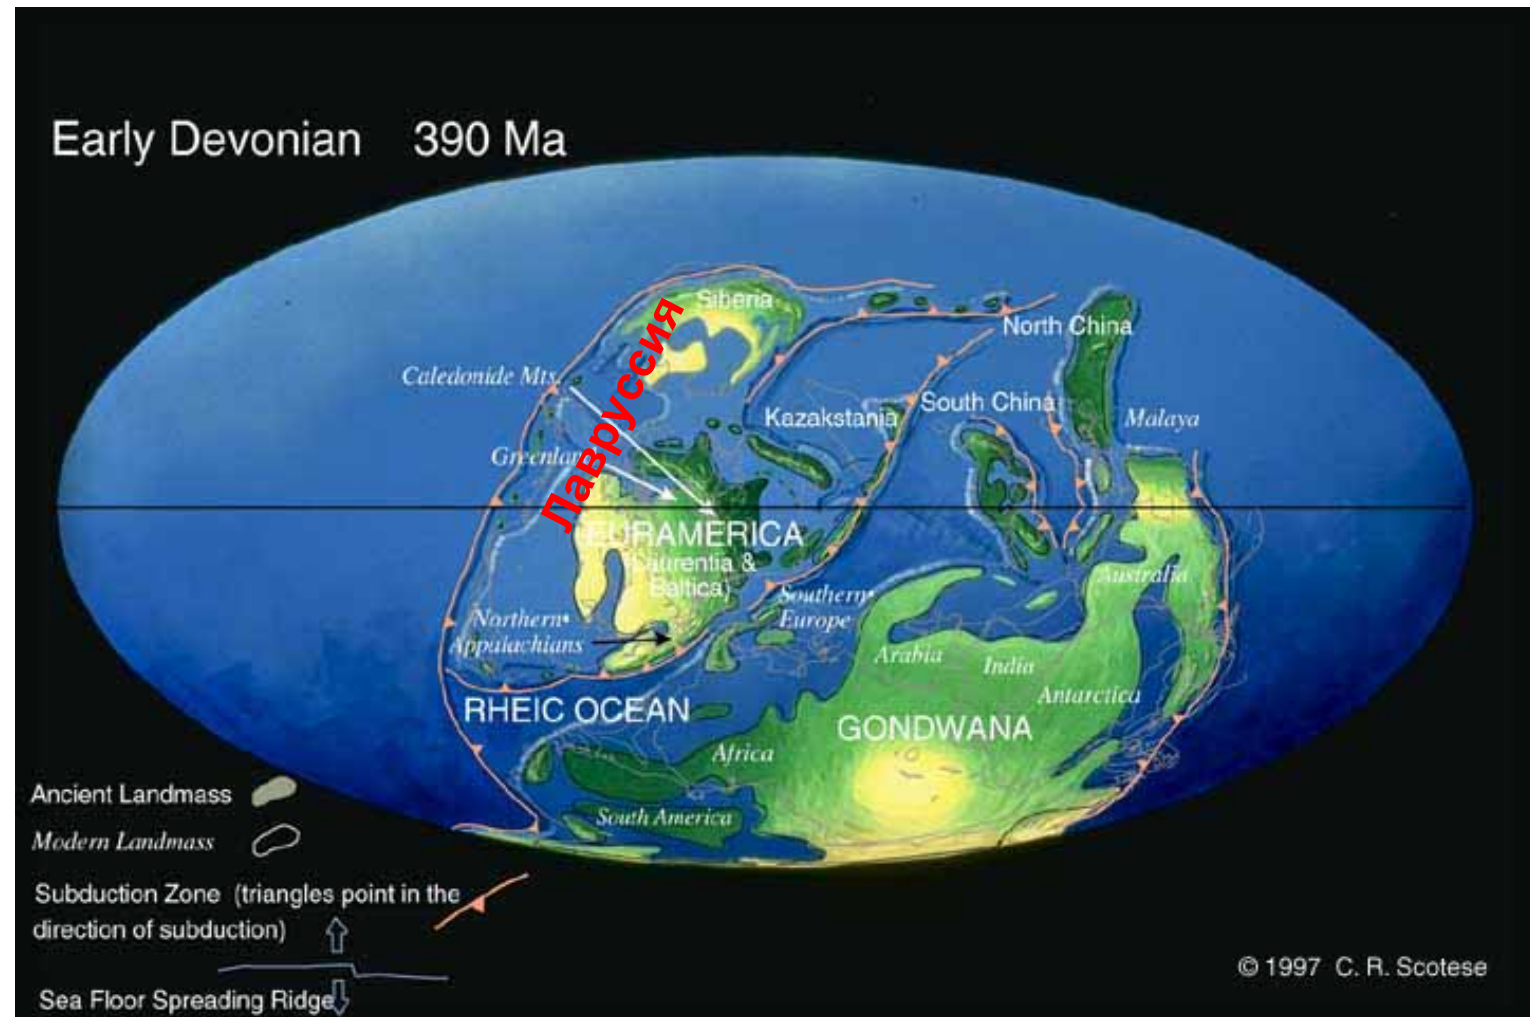 Early Devonian 390 Ma
Siberia
North China
Caledonide Mts.
Лавруссия
Kazakstania
South China
Malaya
Greenland
EURAMERICA
(Laurentia &
Baltica)
Australia
Southern
Europe
Northern
Appalachians
Arabia
India
Antarctica
RHEIC OCEAN
GONDWANA
Africa
South America
Ancient Landmass
Modern Landmass
Subduction Zone (triangles point in the
direction of subduction)
Sea Floor Spreading Ridge
© 1997 C. R. Scotese